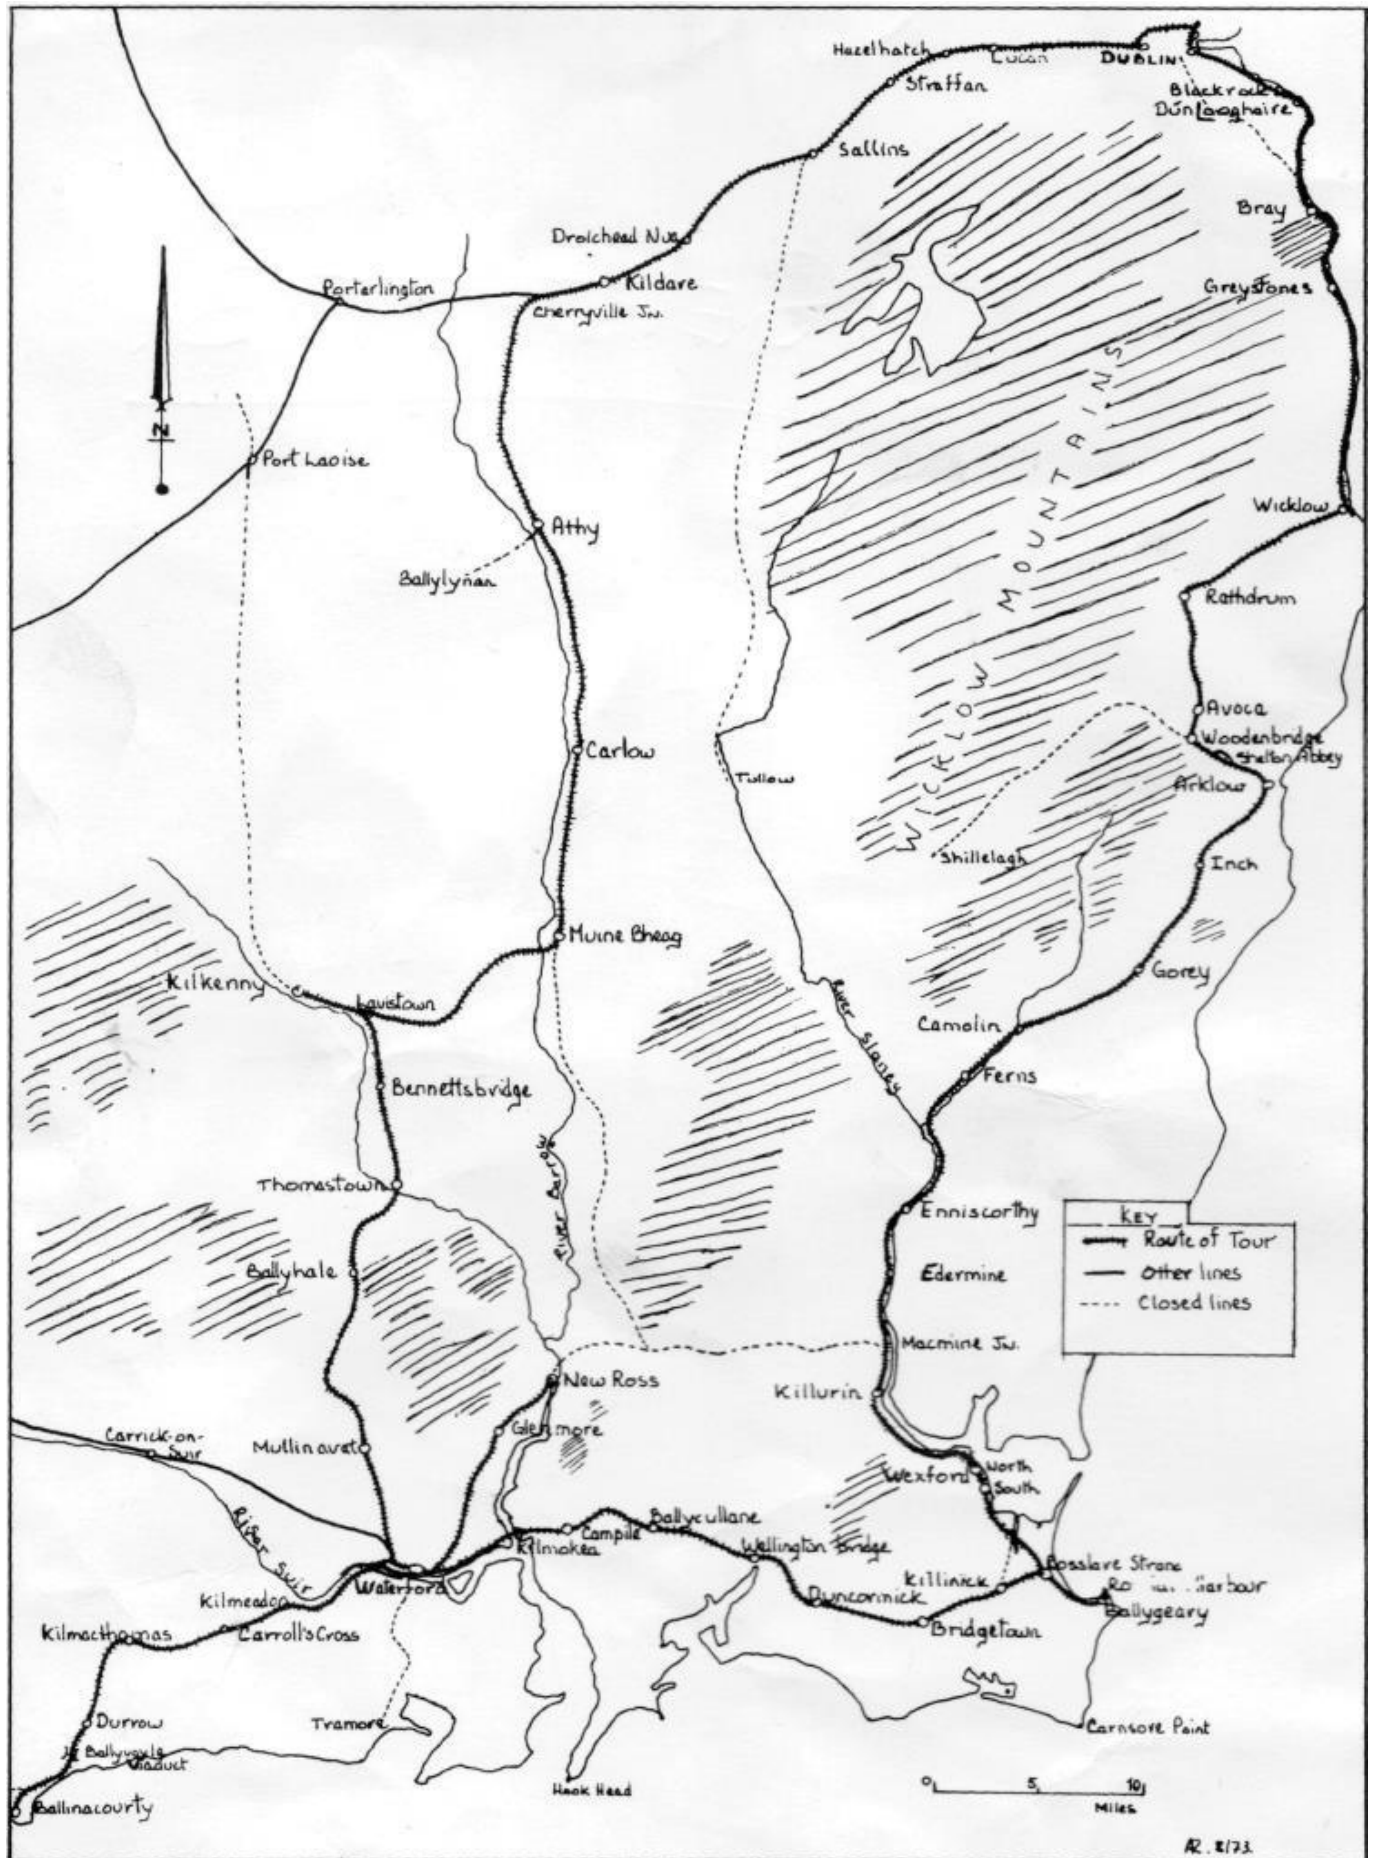 Hazelhatch
Lucan
DUBLIN
Straffan
Blackrock
Dún Laoghaire
Sallins
Bray
Droichead Nua
Kildare
Portarlington
Cherryville Jn.
Greystones
N
Port Laoise
WICKLOW MOUNTAINS
Wicklow
Athy
Ballylynan
Rathdrum
Avoca
Woodenbridge
Shelton Abbey
Carlow
Tullow
Arklow
Shillelagh
Inch
Muine Bheag
Kilkenny
Lavistown
Gorey
River Slaney
Camolin
Ferns
Bennettsbridge
Thomastown
River Barrow
Enniscorthy
KEY
Route of Tour
Other lines
Closed lines
Ballyhale
Edermine
Macmine Jn.
New Ross
Killurin
Glenmore
Carrick-on-
Suir
Mullinavat
Wexford
North
South
River Suir
Campile
Ballycullane
Kilmokea
Wellington Bridge
Rosslare Strand
Waterford
Killinick
Harbour
Kilmeadon
Duncormick
Ballygeary
Kilmacthomas
Carroll's Cross
Bridgetown
Durrow
Tramore
Carnsore Point
Ballyvoyle
Viaduct
Hook Head
Ballinacourty
0 5 10
Miles
AR. 8/73